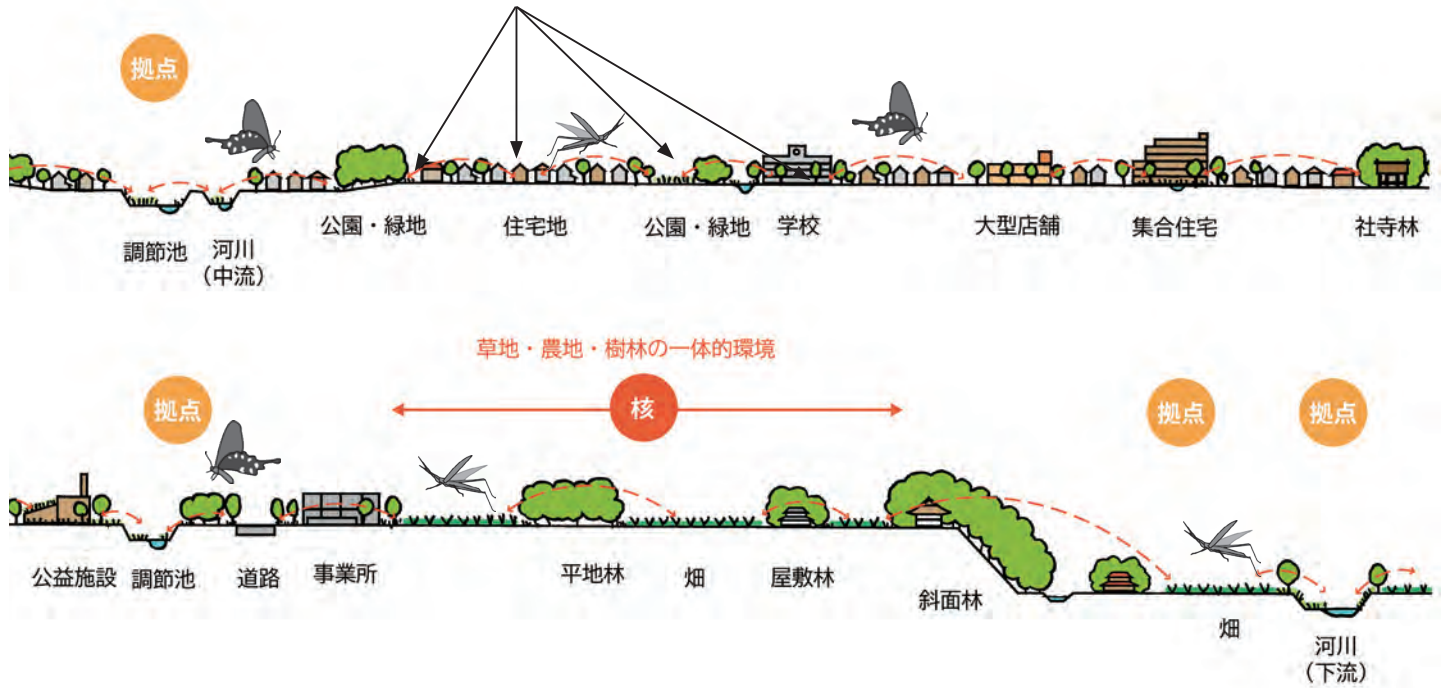 拠点
公園・緑地
住宅地
公園・緑地
学校
大型店舗
集合住宅
社寺林
調節池
河川
(中流)
草地・農地・樹林の一体的環境
拠点
核
拠点
拠点
公益施設
調節池
道路
事業所
平地林
畑
屋敷林
斜面林
畑
河川
(下流)